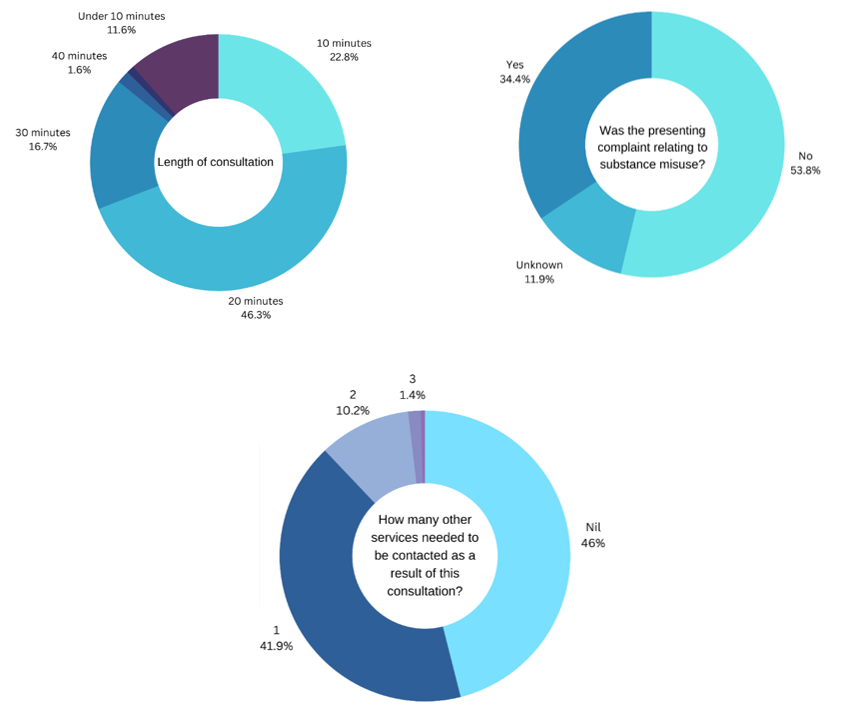 Under 10 minutes
11.6%
10 minutes
22.8%
40 minutes
1.6%
30 minutes
16.7%
Length of consultation
20 minutes
46.3%
Yes
34.4%
Was the presenting
complaint relating to
substance misuse?
No
53.8%
Unknown
11.9%
3
1.4%
2
10.2%
How many other
services needed to
be contacted as a
result of this
consultation?
Nil
46%
1
41.9%